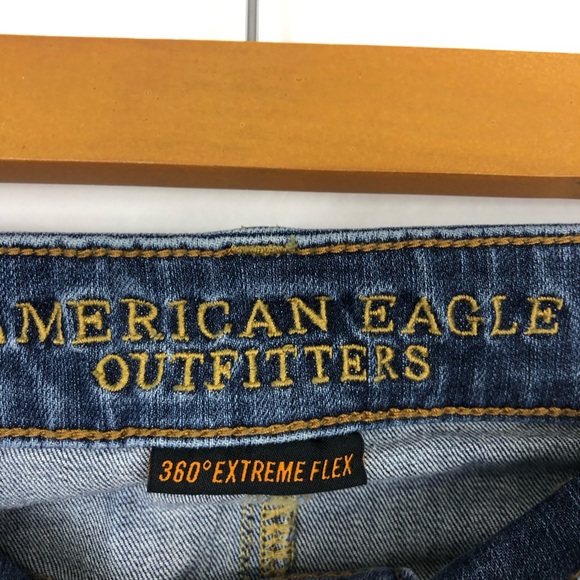 AMERICAN EAGLE
OUTFITTERS
360° EXTREME FLEX